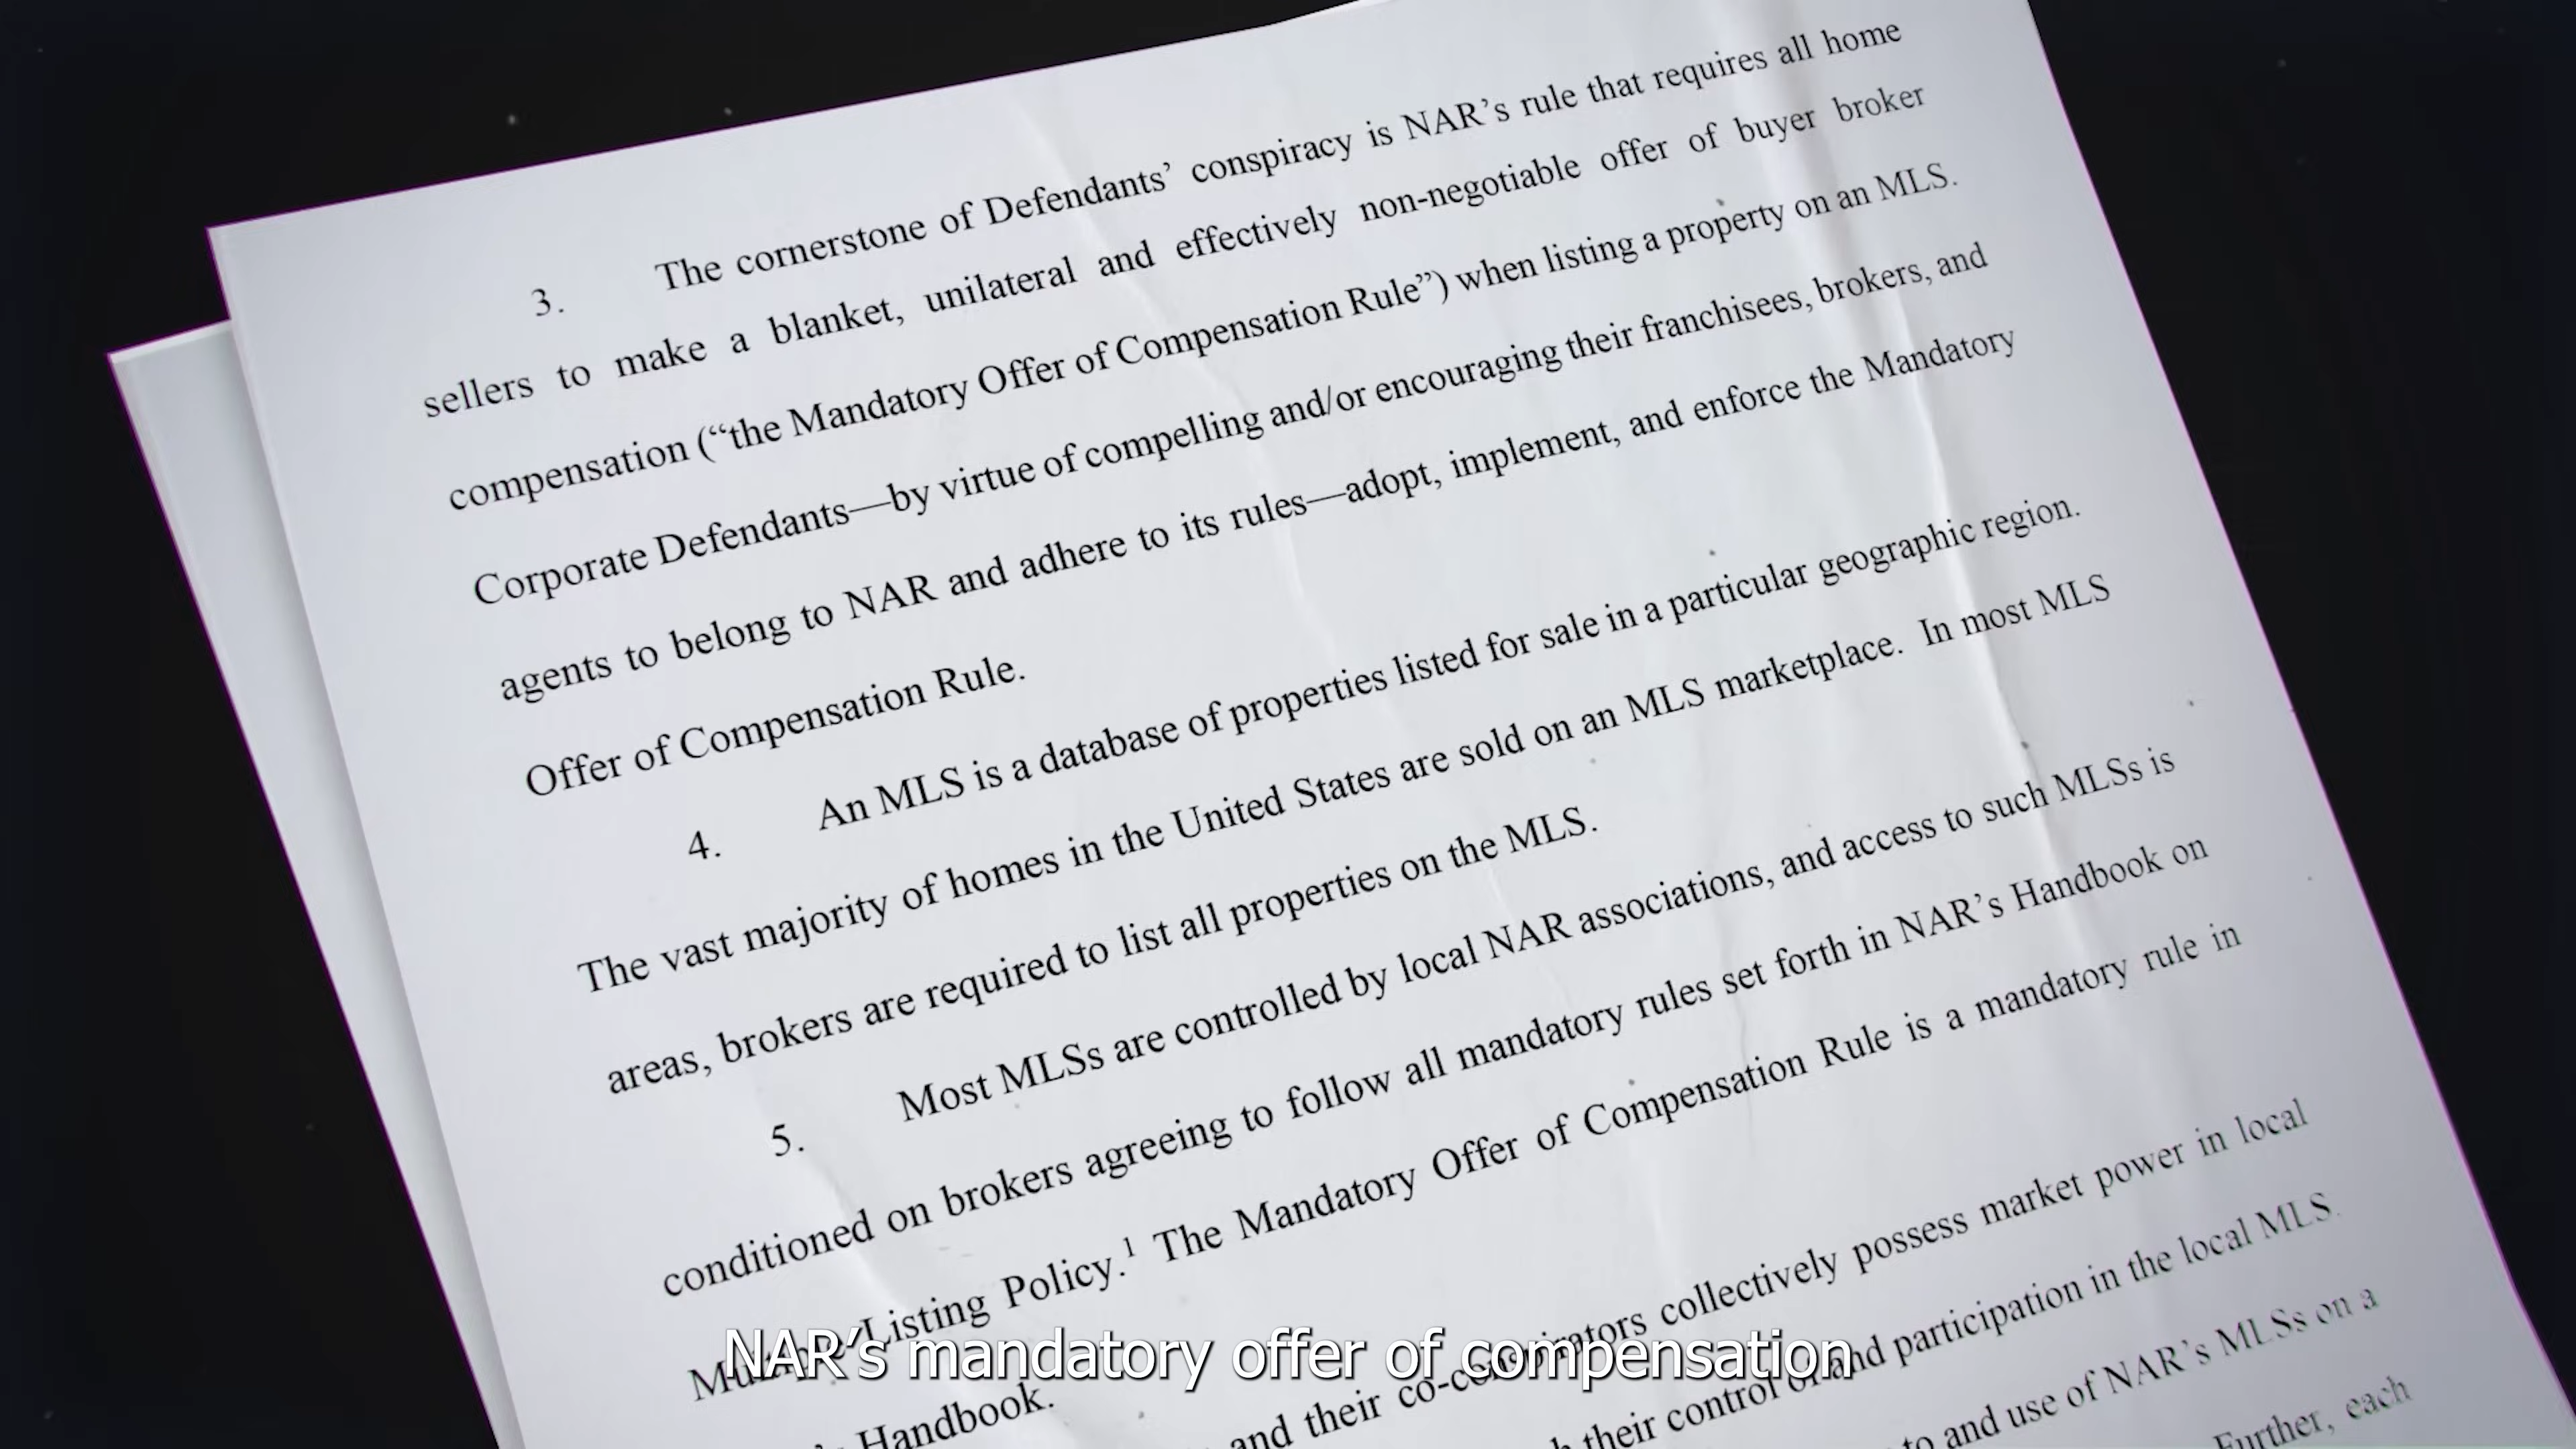 3. The cornerstone of Defendants’ conspiracy is NAR’s rule that requires all home
sellers to make a blanket, unilateral and effectively non-negotiable offer of buyer broker
compensation (“the Mandatory Offer of Compensation Rule”) when listing a property on an MLS.
Corporate Defendants—by virtue of compelling and/or encouraging their franchisees, brokers, and
agents to belong to NAR and adhere to its rules—adopt, implement, and enforce the Mandatory
Offer of Compensation Rule.
4. An MLS is a database of properties listed for sale in a particular geographic region.
The vast majority of homes in the United States are sold on an MLS marketplace. In most MLS
areas, brokers are required to list all properties on the MLS.
5. Most MLSs are controlled by local NAR associations, and access to such MLSs is
conditioned on brokers agreeing to follow all mandatory rules set forth in NAR’s Handbook on
Listing Policy.1 The Mandatory Offer of Compensation Rule is a mandatory rule in
Handbook.
and their co-conspirators collectively possess market power in local
their control of and participation in the local MLS.
to and use of NAR’s MLSs on a
Further, each
NAR’s mandatory offer of compensation